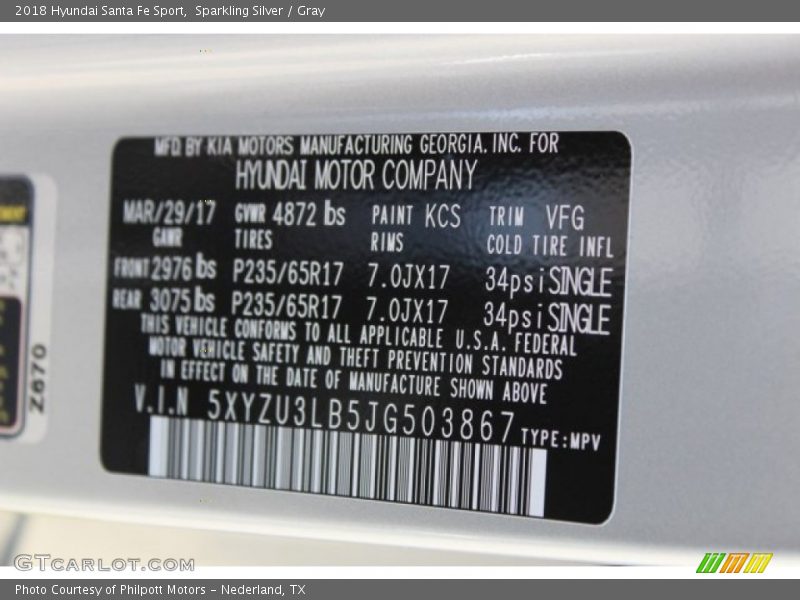 2018 Hyundai Santa Fe Sport, Sparkling Silver / Gray
MFD BY KIA MOTORS MANUFACTURING GEORGIA. INC. FOR
HYUNDAI MOTOR COMPANY
MAR/29/17 GVWR 4872 lbs PAINT KCS TRIM VFG
GAWR TIRES RIMS COLD TIRE INFL
FRONT 2976 lbs P235/65R17 7.0JX17 34psi SINGLE
REAR 3075 lbs P235/65R17 7.0JX17 34psi SINGLE
THIS VEHICLE CONFORMS TO ALL APPLICABLE U.S.A. FEDERAL
MOTOR VEHICLE SAFETY AND THEFT PREVENTION STANDARDS
IN EFFECT ON THE DATE OF MANUFACTURE SHOWN ABOVE
V.I.N 5XYZU3LB5JG503867 TYPE:MPV
Z670
GTCARLOT.COM
Photo Courtesy of Philpott Motors - Nederland, TX